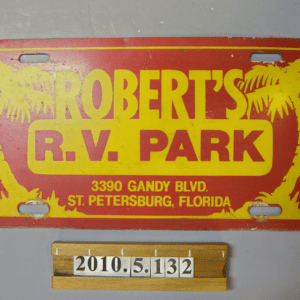 ROBERT'S
R.V. PARK
3390 GANDY BLVD.
ST. PETERSBURG, FLORIDA
2010.5.132